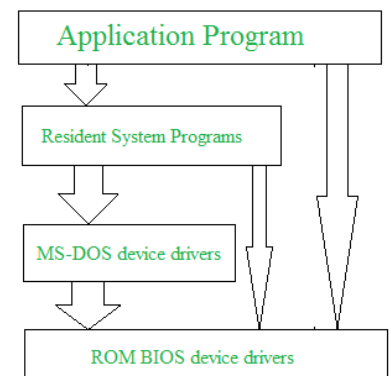 Application Program
Resident System Programs
MS-DOS device drivers
ROM BIOS device drivers